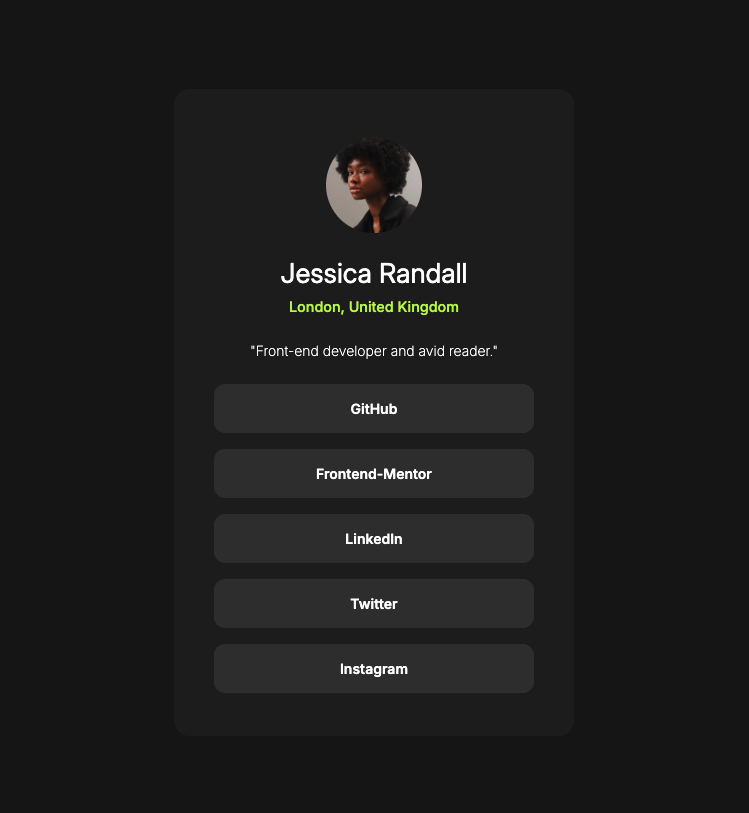 Jessica Randall
London, United Kingdom
"Front-end developer and avid reader."
GitHub
Frontend-Mentor
LinkedIn
Twitter
Instagram